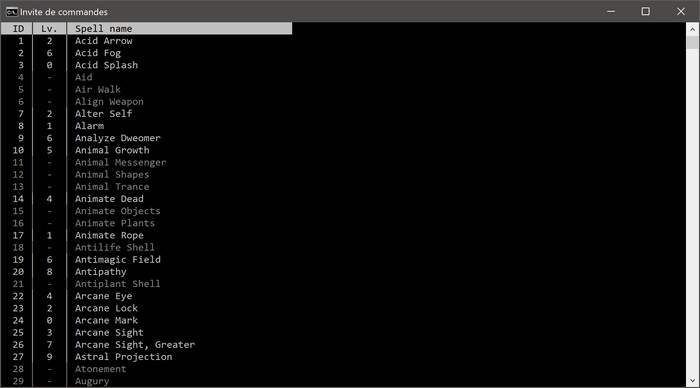 Invite de commandes
ID | Lv. | Spell name
1 | 2 | Acid Arrow
2 | 6 | Acid Fog
3 | 0 | Acid Splash
4 | - | Aid
5 | - | Air Walk
6 | - | Align Weapon
7 | 2 | Alter Self
8 | 1 | Alarm
9 | 6 | Analyze Dweomer
10 | 5 | Animal Growth
11 | - | Animal Messenger
12 | - | Animal Shapes
13 | - | Animal Trance
14 | 4 | Animate Dead
15 | - | Animate Objects
16 | - | Animate Plants
17 | 1 | Animate Rope
18 | - | Antilife Shell
19 | 6 | Antimagic Field
20 | 8 | Antipathy
21 | - | Antiplant Shell
22 | 4 | Arcane Eye
23 | 2 | Arcane Lock
24 | 0 | Arcane Mark
25 | 3 | Arcane Sight
26 | 7 | Arcane Sight, Greater
27 | 9 | Astral Projection
28 | - | Atonement
29 | - | Augury